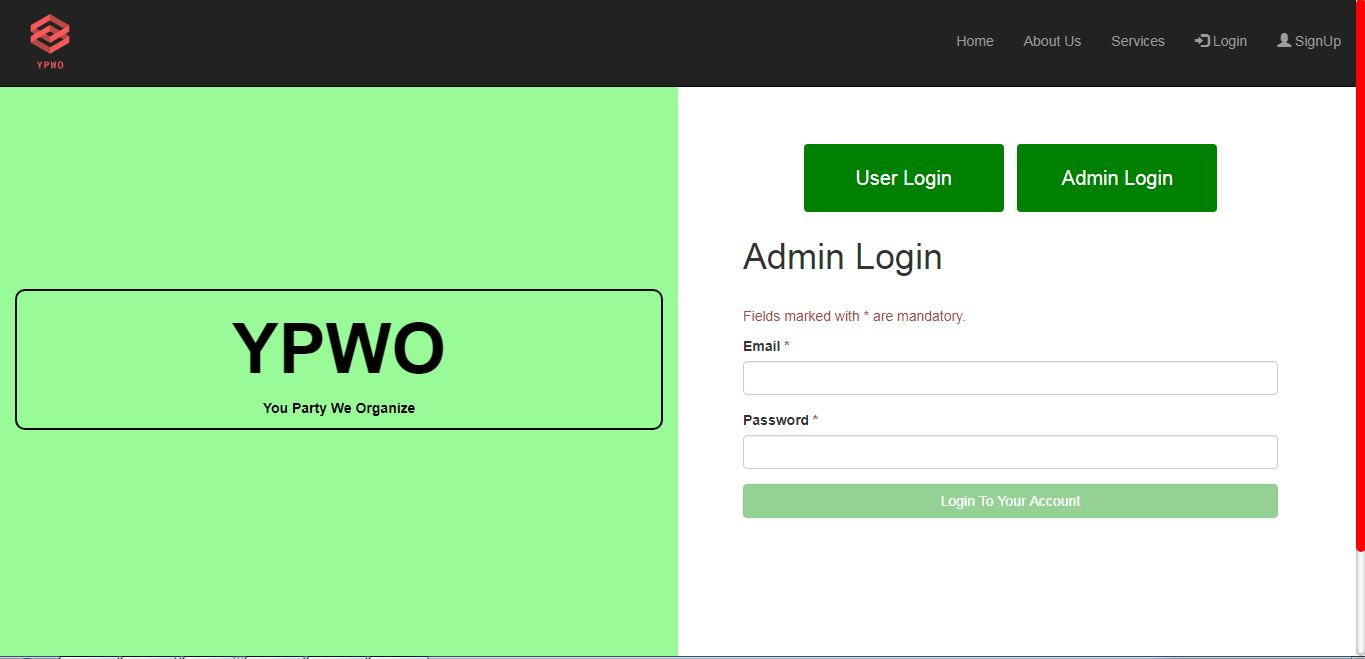 YPWO
Home About Us Services Login SignUp
User Login Admin Login
Admin Login
Fields marked with * are mandatory.
Email *
Password *
Login To Your Account
YPWO
You Party We Organize